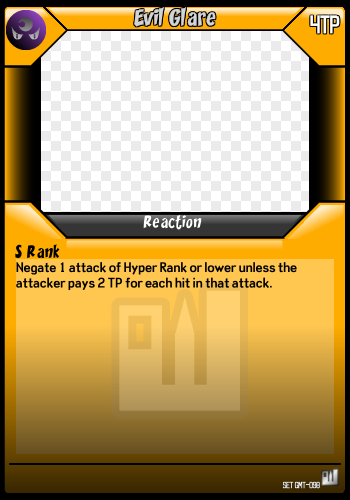 Evil Glare
4TP
Reaction
S Rank
Negate 1 attack of Hyper Rank or lower unless the
attacker pays 2 TP for each hit in that attack.
SET GMT-098